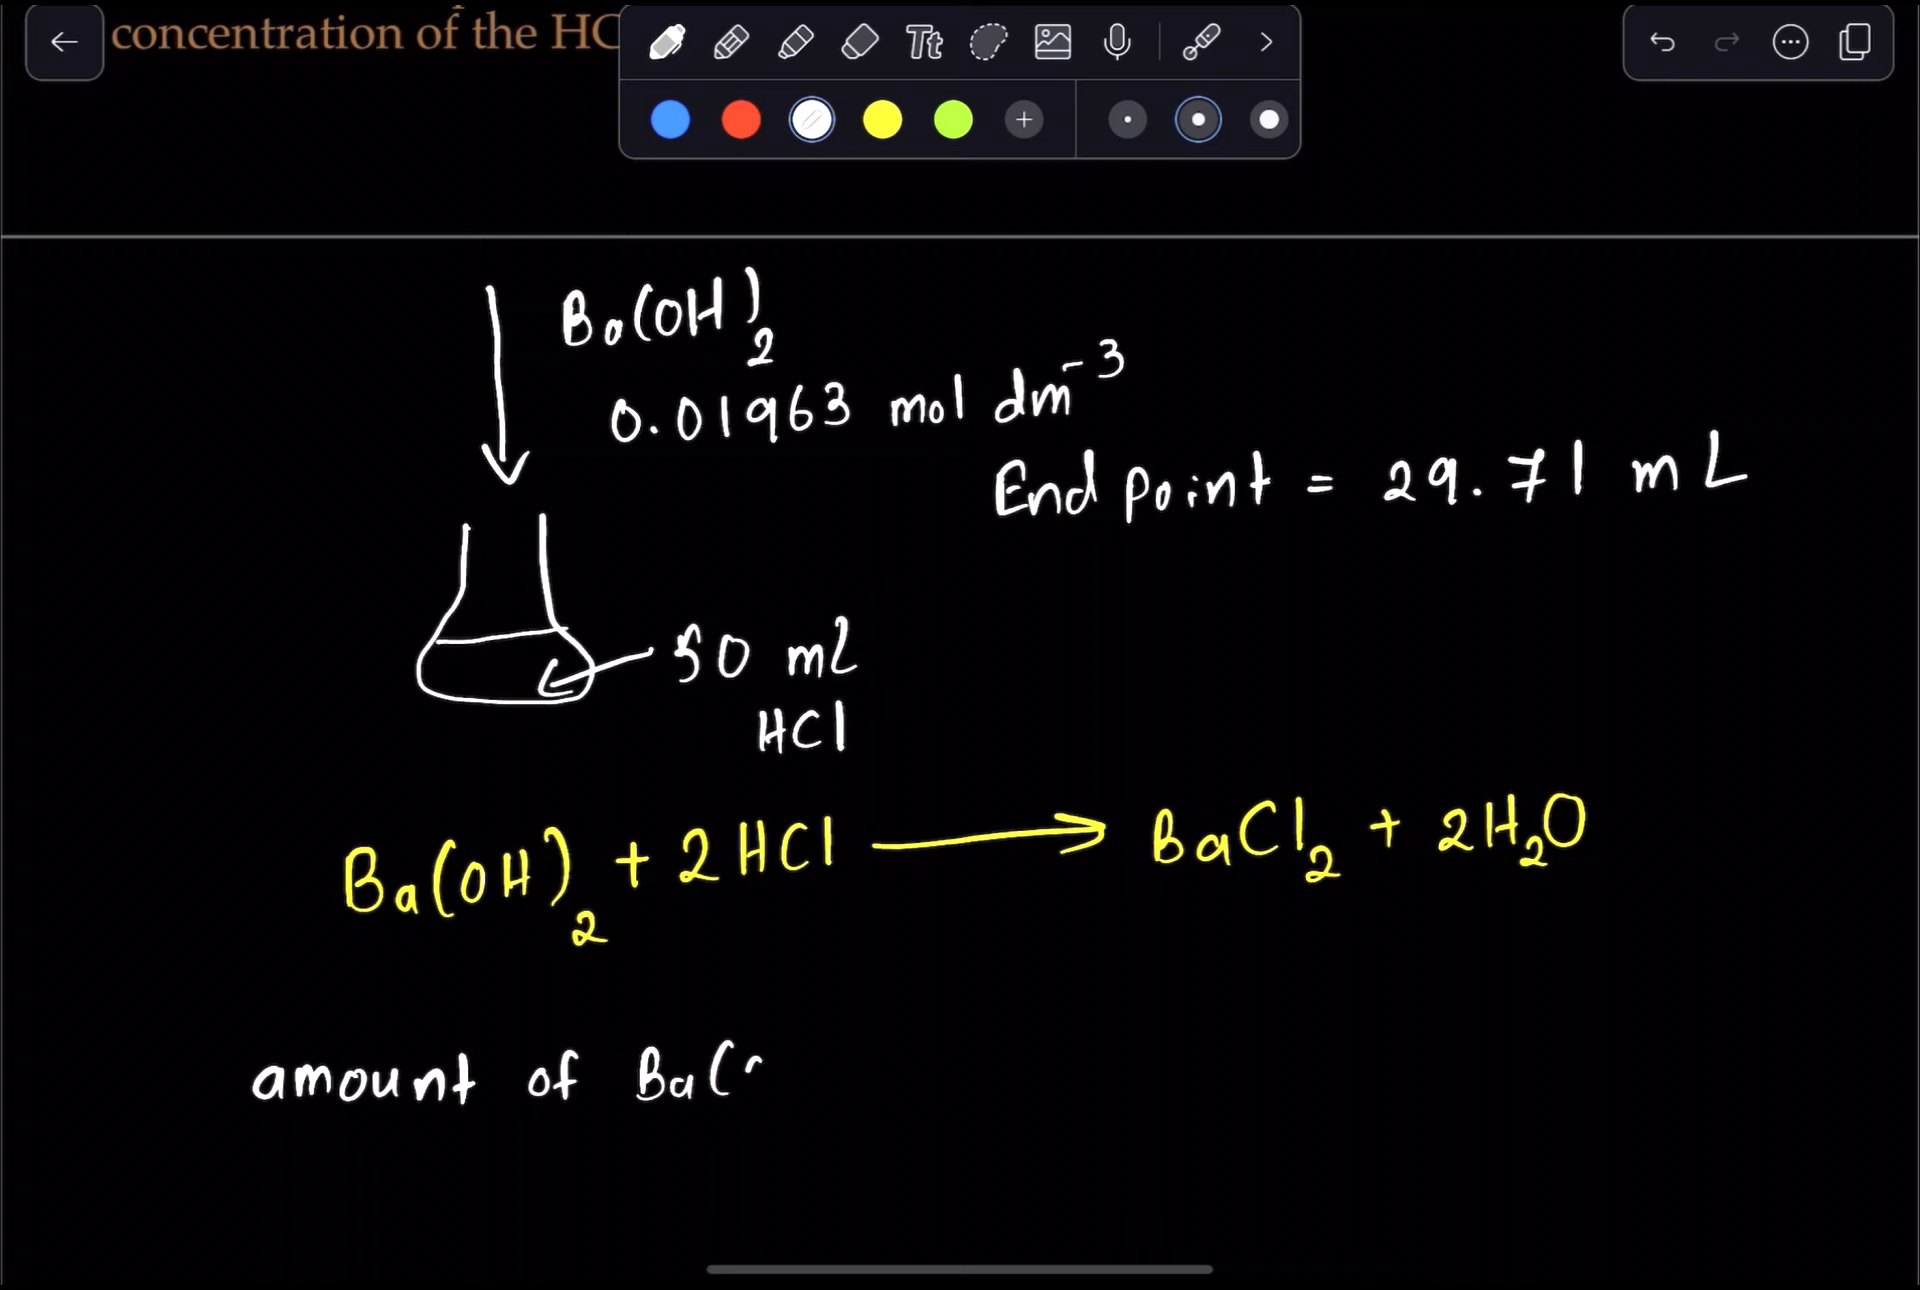 concentration of the HC
Tt
Ba(OH)₂
0.01963 mol dm⁻³
End point = 29.71 mL
50 mL
HCl
Ba(OH)₂ + 2HCl ⟶ BaCl₂ + 2H₂O
amount of Ba(